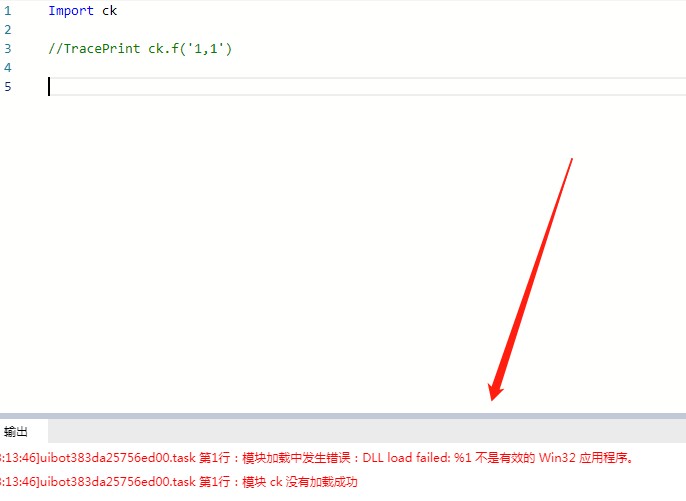 1 Import ck
2
3 //TracePrint ck.f('1,1')
4
5
输出
:13:46]uibot383da25756ed00.task 第1行：模块加载中发生错误：DLL load failed: %1 不是有效的 Win32 应用程序。
:13:46]uibot383da25756ed00.task 第1行：模块 ck 没有加载成功